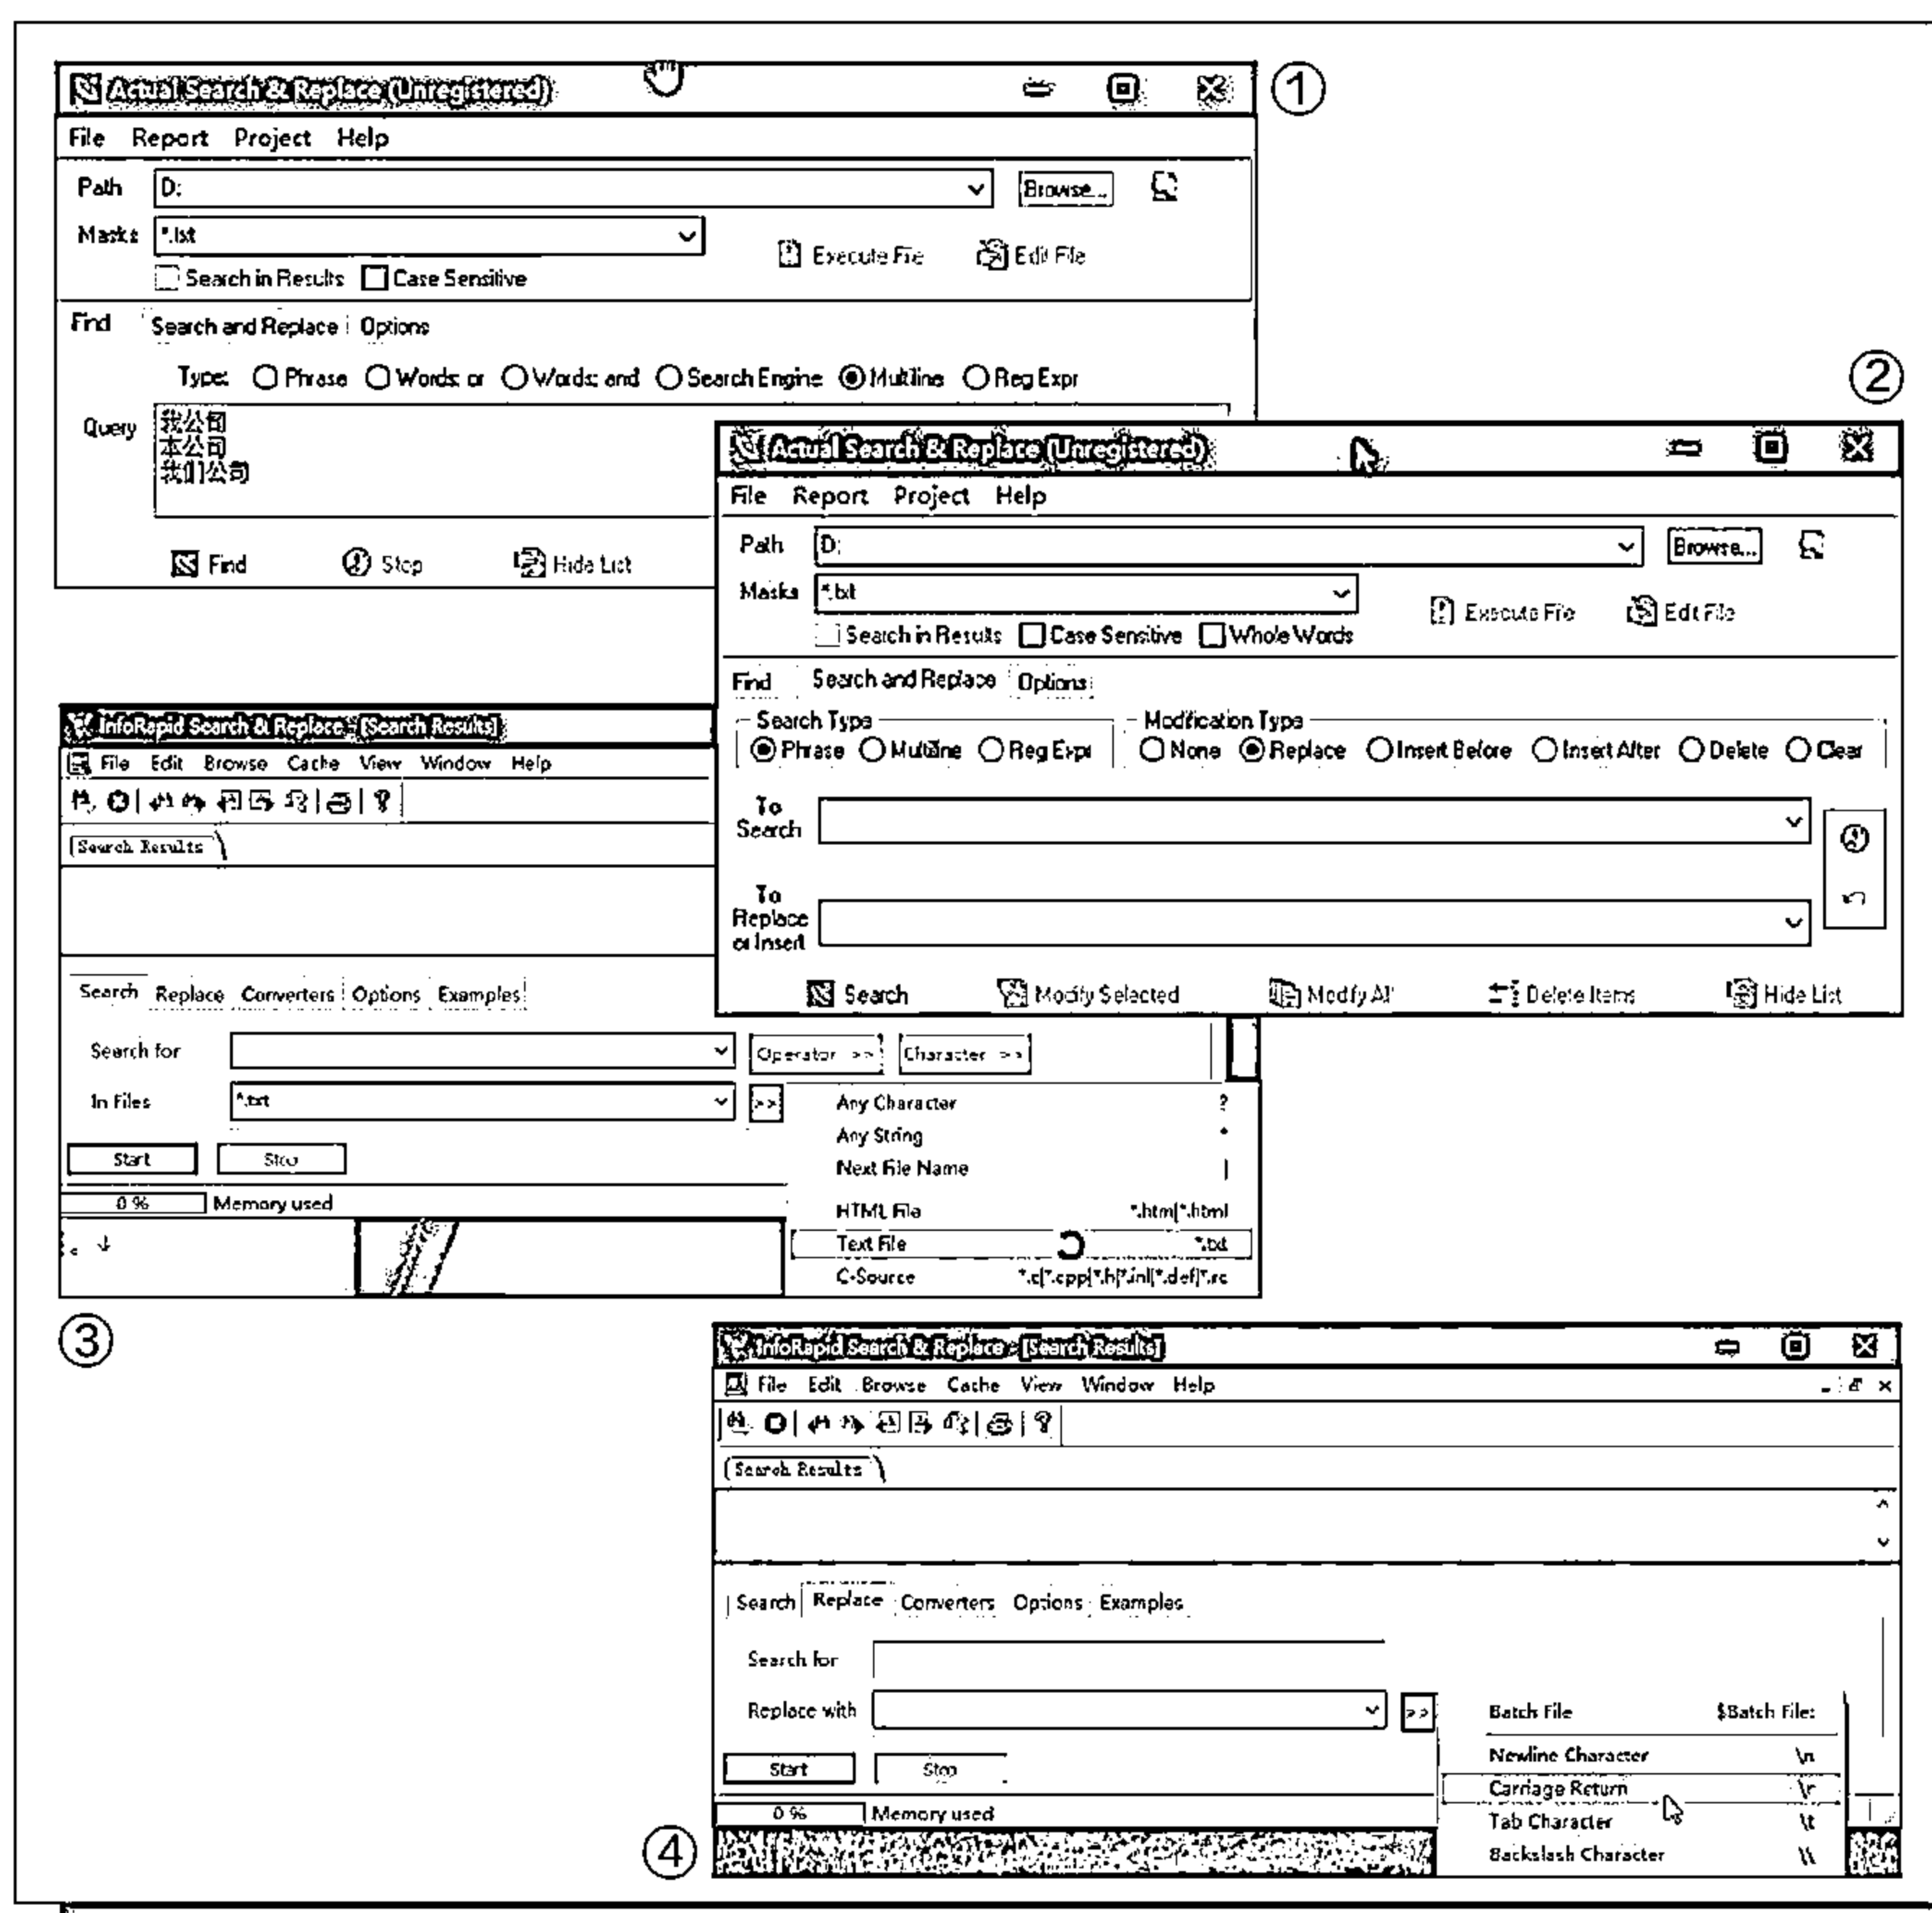 Actual Search & Replace (Unregistered)
①
File Report Project Help
Path D: Browse...
Masks *.txt Execute File Edit File
Search in Results Case Sensitive
Find Search and Replace Options
Type: Phrase Words: or Words: and Search Engine Multiline Reg Expr
Query 我公司
本公司
我们公司
Find Stop Hide List
②
Actual Search & Replace (Unregistered)
File Report Project Help
Path D: Browse...
Masks *.txt Execute File Edit File
Search in Results Case Sensitive Whole Words
Find Search and Replace Options
Search Type Modification Type
Phrase Multiline Reg Expr None Replace Insert Before Insert After Delete Clear
To
Search
To
Replace
or Insert
Search Modify Selected Modify All Delete Items Hide List
InfoRapid Search & Replace - [Search Results]
File Edit Browse Cache View Window Help
Search Results
Search Replace Converters Options Examples
Search for Operator >> Character >>
In Files *.txt >>
Start Stop
0 % Memory used
Any Character ?
Any String *
Next File Name |
HTML File *.htm|*.html
Text File *.txt
C-Source *.c|*.cpp|*.h|*.inl|*.def|*.rc
③
InfoRapid Search & Replace - [Search Results]
File Edit Browse Cache View Window Help
Search Results
Search Replace Converters Options Examples
Search for
Replace with >>
Start Stop
0 % Memory used
Batch File $Batch File:
Newline Character \n
Carriage Return \r
Tab Character \t
Backslash Character \\
④